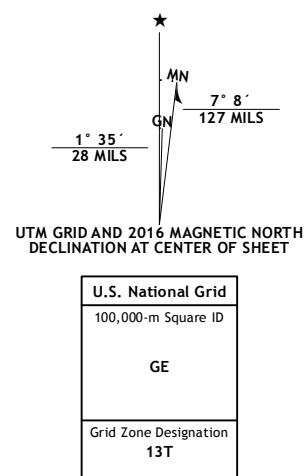 ★
MN
7° 8´
127 MILS
GN
1° 35´
28 MILS
UTM GRID AND 2016 MAGNETIC NORTH
DECLINATION AT CENTER OF SHEET
U.S. National Grid
100,000-m Square ID
GE
Grid Zone Designation
13T